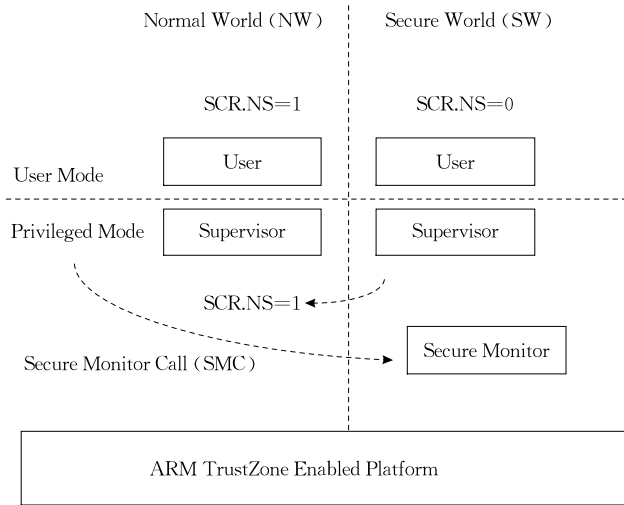 Normal World (NW)
Secure World (SW)
SCR.NS=1
SCR.NS=0
User
User
User Mode
Privileged Mode
Supervisor
Supervisor
SCR.NS=1
Secure Monitor
Secure Monitor Call (SMC)
ARM TrustZone Enabled Platform